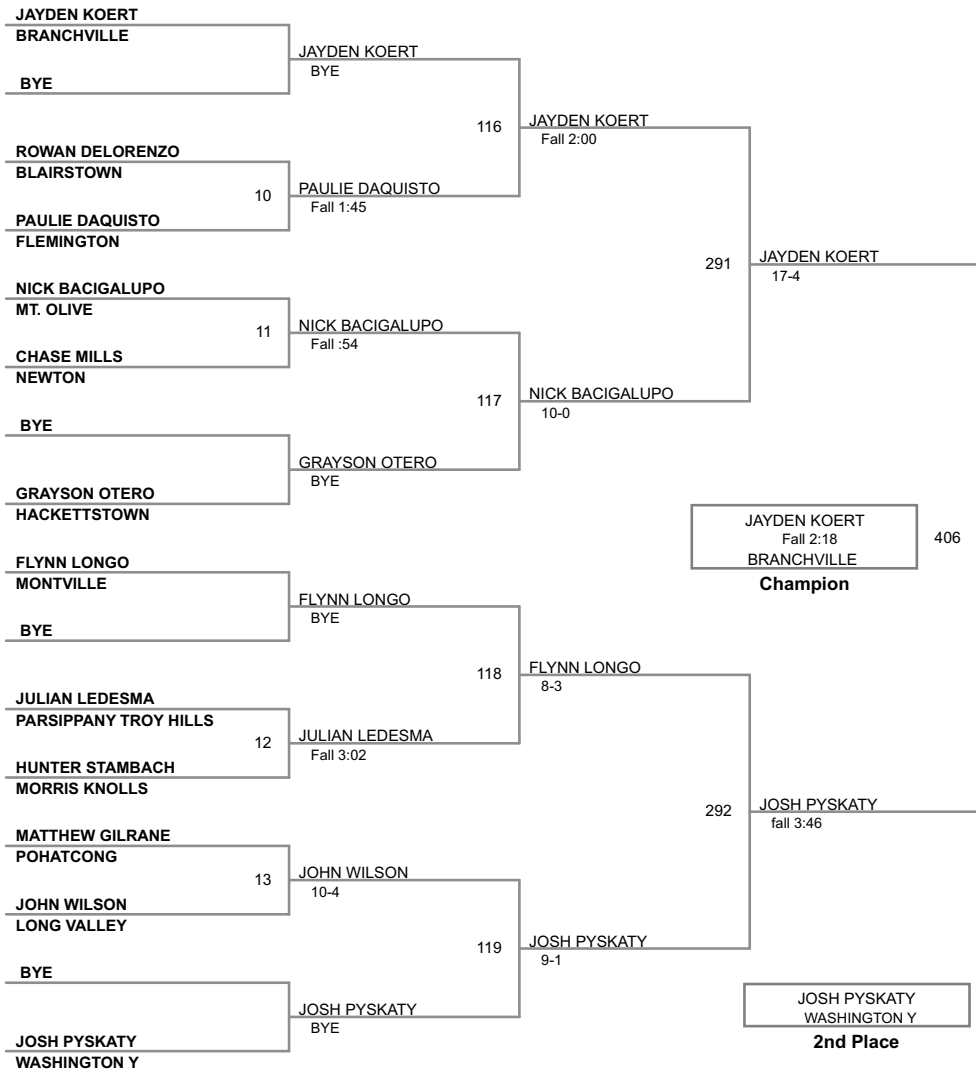 JAYDEN KOERT
BRANCHVILLE
BYE
ROWAN DELORENZO
BLAIRSTOWN
PAULIE DAQUISTO
FLEMINGTON
NICK BACIGALUPO
MT. OLIVE
CHASE MILLS
NEWTON
BYE
GRAYSON OTERO
HACKETTSTOWN
FLYNN LONGO
MONTVILLE
BYE
JULIAN LEDESMA
PARSIPPANY TROY HILLS
HUNTER STAMBACH
MORRIS KNOLLS
MATTHEW GILRANE
POHATCONG
JOHN WILSON
LONG VALLEY
BYE
JOSH PYSKATY
WASHINGTON Y
10
11
12
13
JAYDEN KOERT
BYE
PAULIE DAQUISTO
Fall 1:45
NICK BACIGALUPO
Fall :54
GRAYSON OTERO
BYE
FLYNN LONGO
BYE
JULIAN LEDESMA
Fall 3:02
JOHN WILSON
10-4
JOSH PYSKATY
BYE
116
117
118
119
JAYDEN KOERT
Fall 2:00
NICK BACIGALUPO
10-0
FLYNN LONGO
8-3
JOSH PYSKATY
9-1
291
292
JAYDEN KOERT
17-4
JOSH PYSKATY
fall 3:46
JAYDEN KOERT
Fall 2:18
BRANCHVILLE
406
Champion
JOSH PYSKATY
WASHINGTON Y
2nd Place